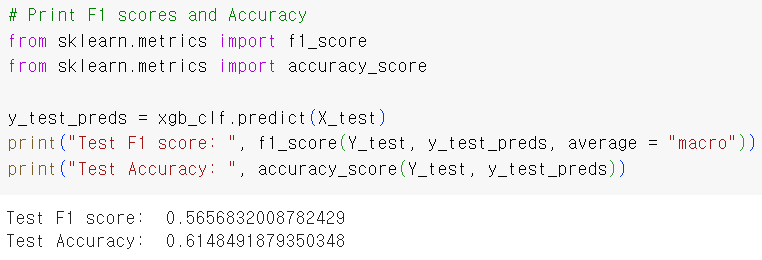 # Print F1 scores and Accuracy
from sklearn.metrics import f1_score
from sklearn.metrics import accuracy_score
y_test_preds = xgb_clf.predict(X_test)
print("Test F1 score: ", f1_score(Y_test, y_test_preds, average = "macro"))
print("Test Accuracy: ", accuracy_score(Y_test, y_test_preds))
Test F1 score:  0.5656832008782429
Test Accuracy:  0.6148491879350348